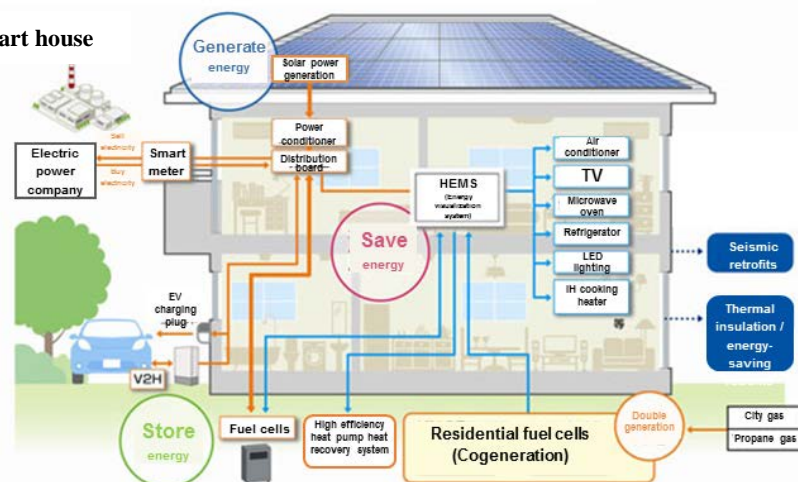 art house
Generate
energy
Solar power
generation
Power
conditioner
Distribution
board
Sell
electricity
Buy
electricity
Electric
power
company
Smart
meter
HEMS
(Energy
visualization
system)
Air
conditioner
TV
Microwave
oven
Refrigerator
LED
lighting
IH cooking
heater
Save
energy
Seismic
retrofits
Thermal
insulation /
energy-
saving
EV
charging
plug
V2H
Store
energy
Fuel cells
High efficiency
heat pump heat
recovery system
Residential fuel cells
(Cogeneration)
Double
generation
City gas
Propane gas